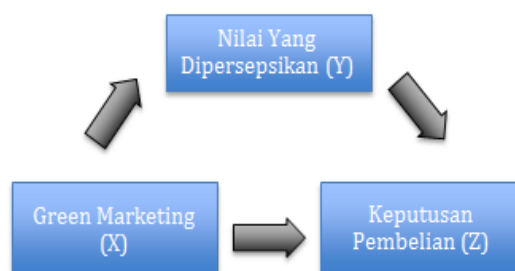 Nilai Yang
Dipersepsikan (Y)
Green Marketing
(X)
Keputusan
Pembelian (Z)